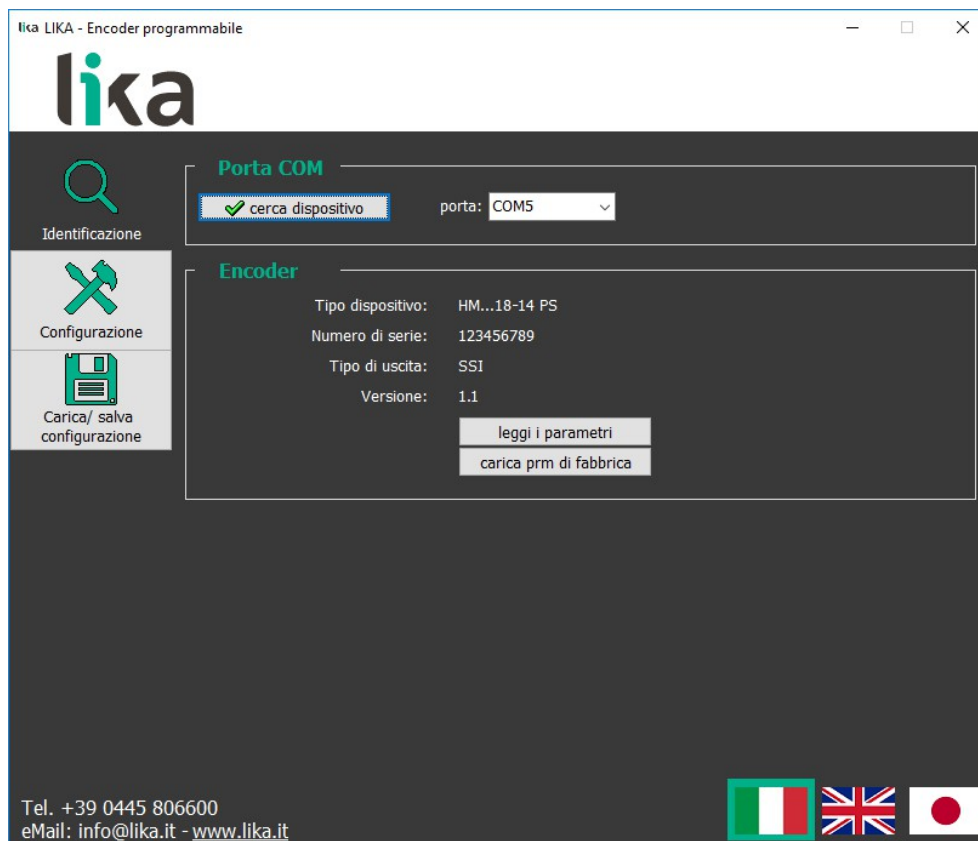 lika LIKA - Encoder programmabile
lika
Porta COM
cerca dispositivo
porta: COM5
Identificazione
Encoder
Tipo dispositivo: HM...18-14 PS
Numero di serie: 123456789
Tipo di uscita: SSI
Versione: 1.1
leggi i parametri
carica prm di fabbrica
Configurazione
Carica/ salva
configurazione
Tel. +39 0445 806600
eMail: info@lika.it - www.lika.it